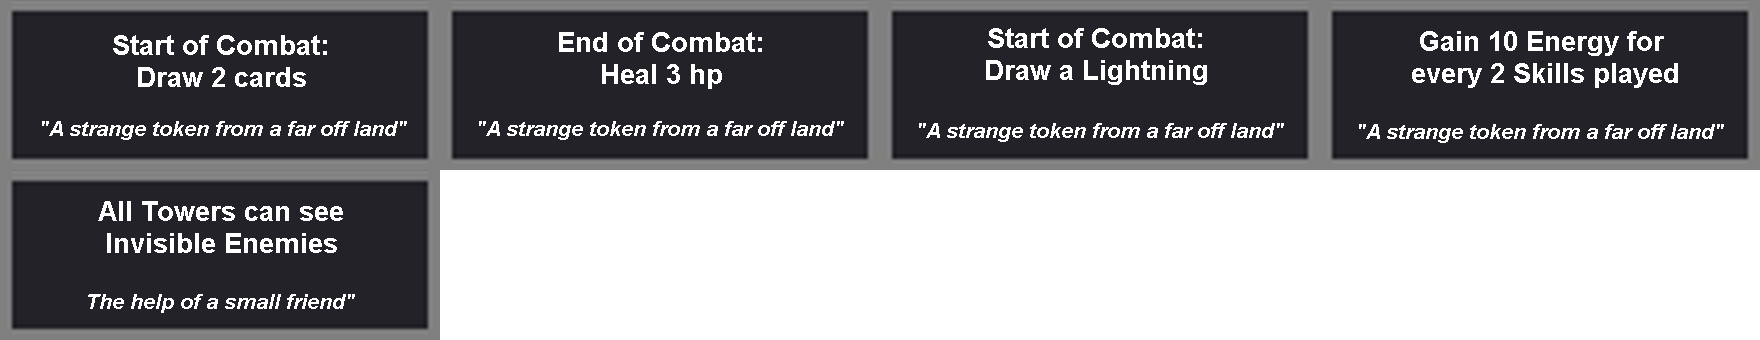 Start of Combat:
Draw 2 cards
"A strange token from a far off land"
End of Combat:
Heal 3 hp
"A strange token from a far off land"
Start of Combat:
Draw a Lightning
"A strange token from a far off land"
Gain 10 Energy for
every 2 Skills played
"A strange token from a far off land"
All Towers can see
Invisible Enemies
The help of a small friend"